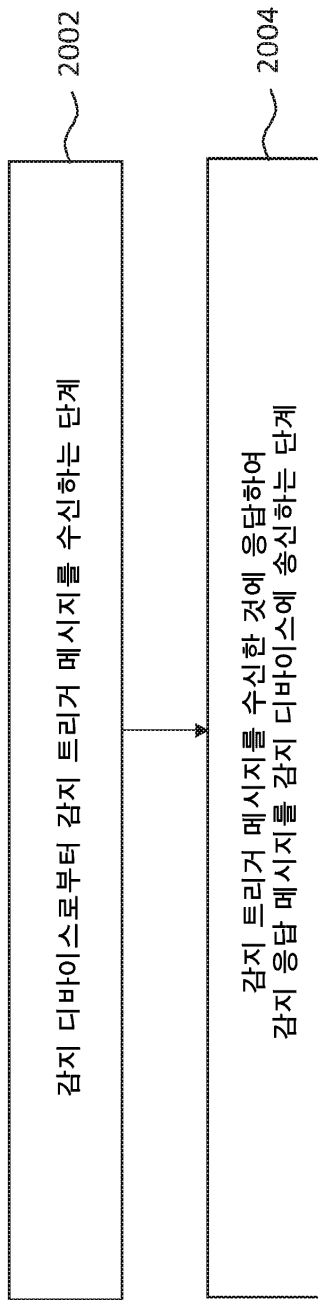 감지 디바이스로부터 감지 트리거 메시지를 수신하는 단계
2002
감지 트리거 메시지를 수신한 것에 응답하여
감지 응답 메시지를 감지 디바이스에 송신하는 단계
2004